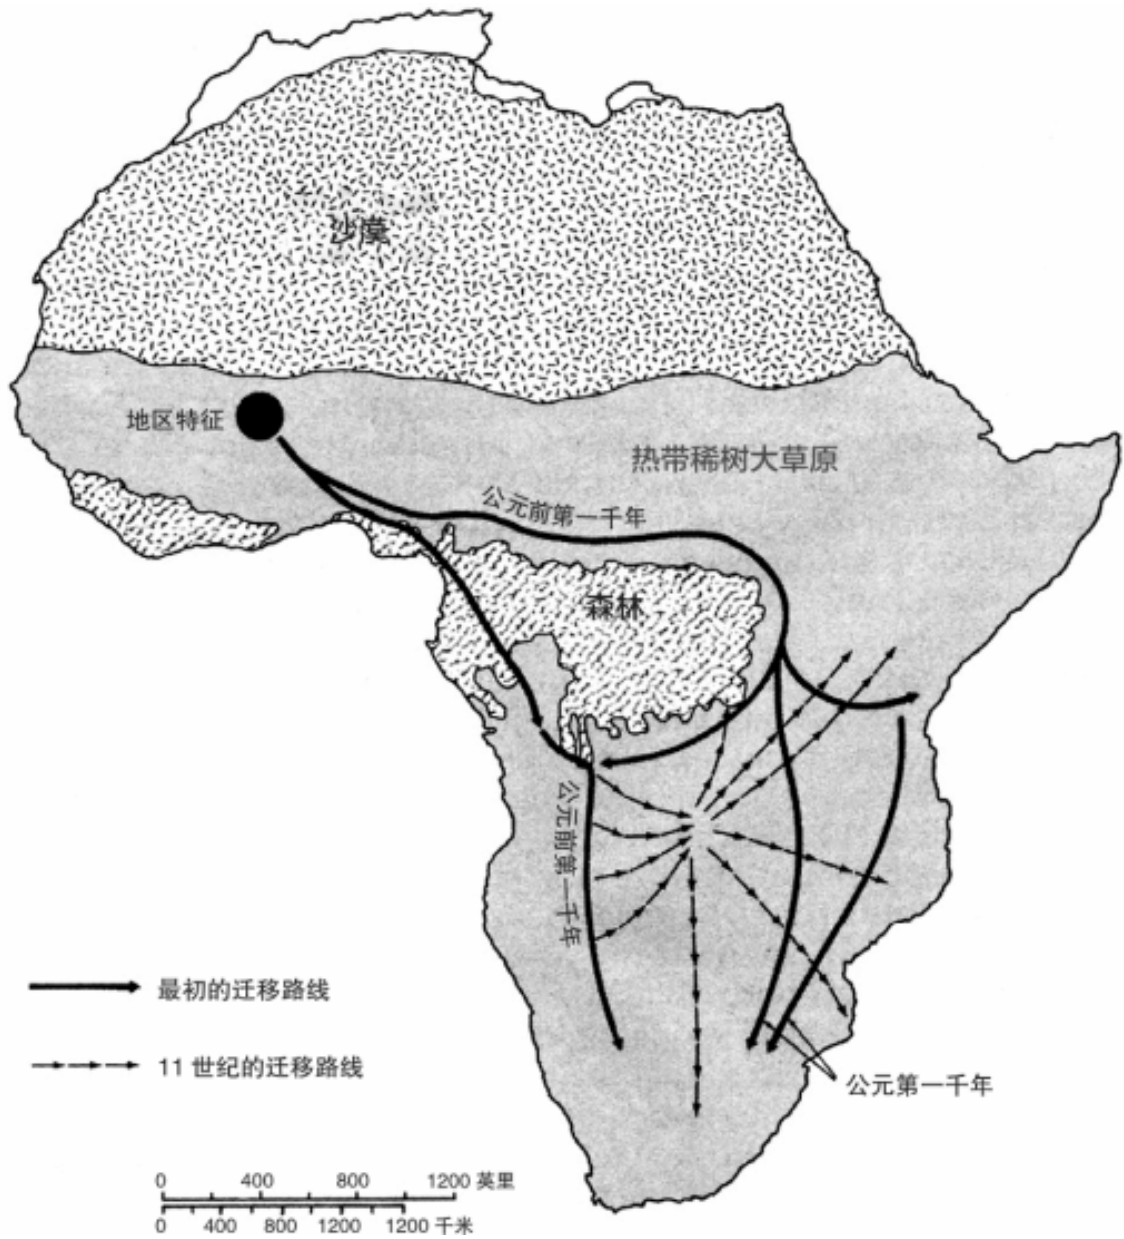 沙漠
地区特征
热带稀树大草原
公元前第一千年
森林
公元前第一千年
最初的迁移路线
11 世纪的迁移路线
公元第一千年
0 400 800 1200 英里
0 400 800 1200 1200 千米